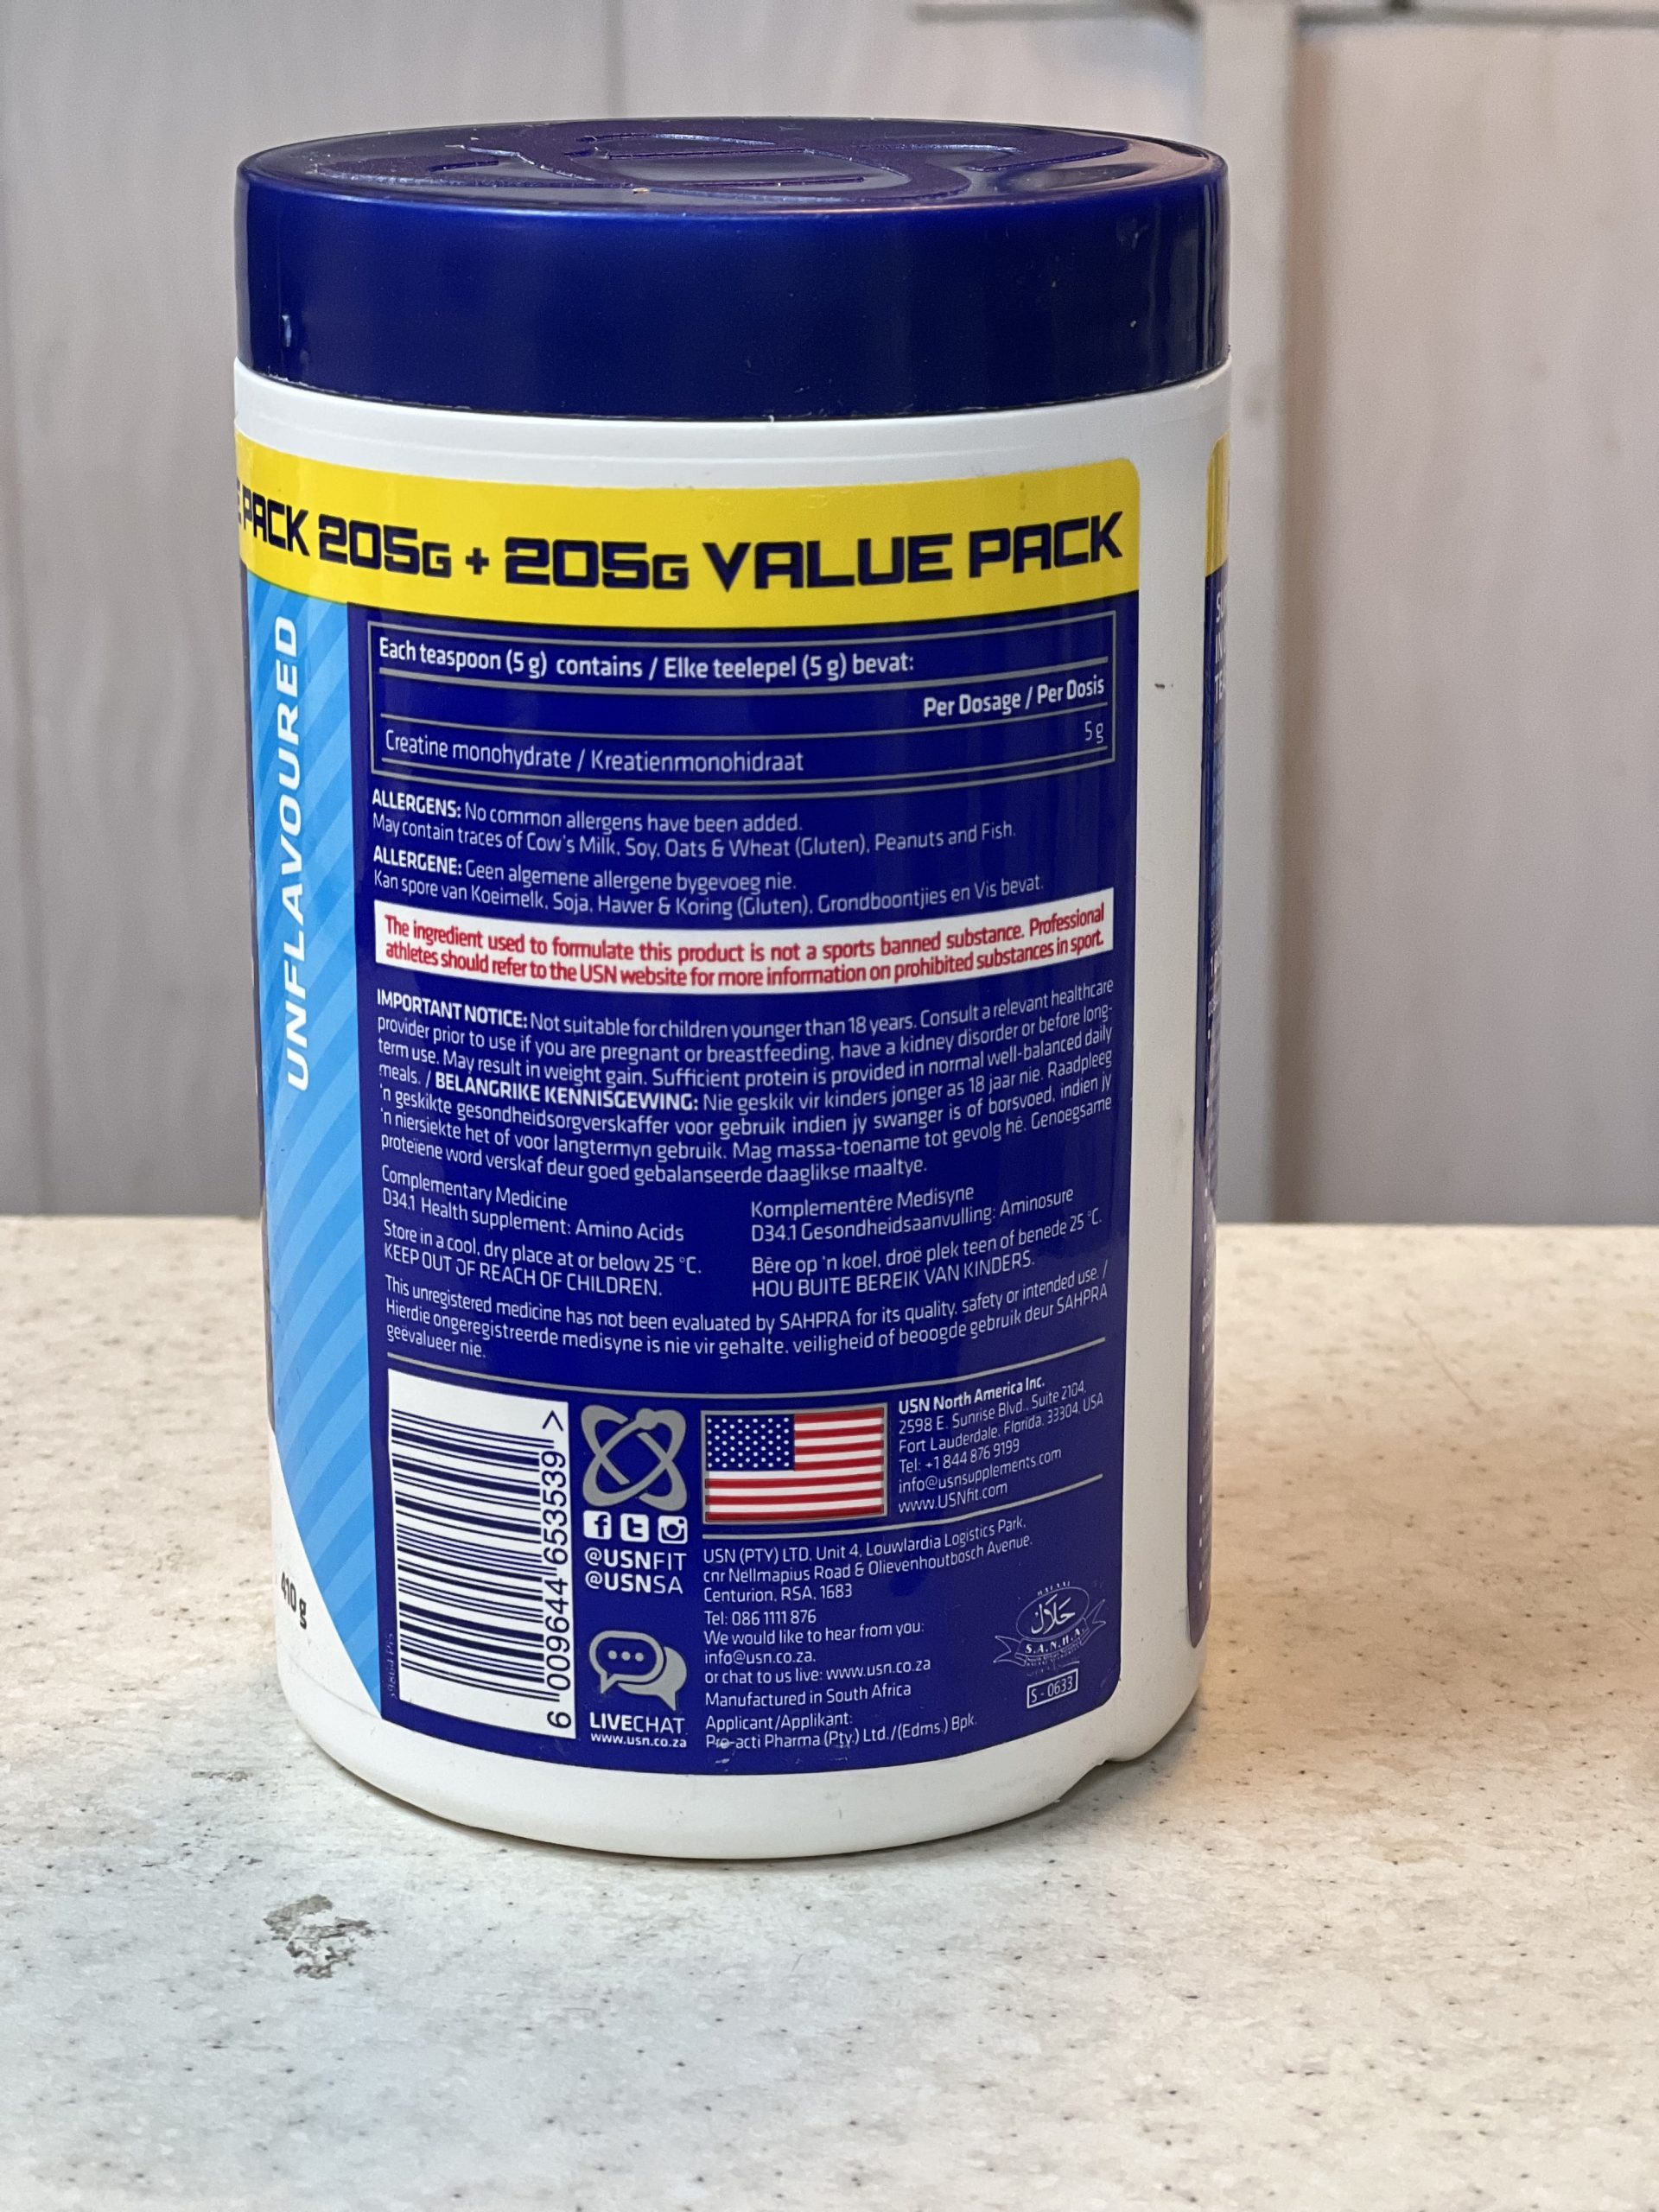 PACK 205G + 205G VALUE PACK
UNFLAVOURED
410 g
Each teaspoon (5 g) contains / Elke teelepel (5 g) bevat:
Per Dosage / Per Dosis
Creatine monohydrate / Kreatienmonohidraat 5 g
ALLERGENS: No common allergens have been added.
May contain traces of Cow's Milk, Soy, Oats & Wheat (Gluten), Peanuts and Fish.
ALLERGENE: Geen algemene allergene bygevoeg nie.
Kan spore van Koeimelk, Soja, Hawer & Koring (Gluten), Grondboontjies en Vis bevat.
The ingredient used to formulate this product is not a sports banned substance. Professional
athletes should refer to the USN website for more information on prohibited substances in sport.
IMPORTANT NOTICE: Not suitable for children younger than 18 years. Consult a relevant healthcare
provider prior to use if you are pregnant or breastfeeding, have a kidney disorder or before long-
term use. May result in weight gain. Sufficient protein is provided in normal well-balanced daily
meals. / BELANGRIKE KENNISGEWING: Nie geskik vir kinders jonger as 18 jaar nie. Raadpleeg
'n geskikte gesondheidsorgverskaffer voor gebruik indien jy swanger is of borsvoed, indien jy
'n niersiekte het of voor langtermyn gebruik. Mag massa-toename tot gevolg hê. Genoegsame
proteïene word verskaf deur goed gebalanseerde daaglikse maaltye.
Complementary Medicine
D34.1 Health supplement: Amino Acids
Store in a cool, dry place at or below 25 °C.
KEEP OUT OF REACH OF CHILDREN.
Komplementêre Medisyne
D34.1 Gesondheidsaanvulling: Aminosure
Bêre op 'n koel, droë plek teen of benede 25 °C.
HOU BUITE BEREIK VAN KINDERS.
This unregistered medicine has not been evaluated by SAHPRA for its quality, safety or intended use. /
Hierdie ongeregistreerde medisyne is nie vir gehalte, veiligheid of beoogde gebruik deur SAHPRA
geëvalueer nie.
6 009644 653539 >
@USNFIT
@USNSA
LIVECHAT
www.usn.co.za
USN North America Inc.
2598 E. Sunrise Blvd., Suite 2104,
Fort Lauderdale, Florida, 33304, USA
Tel: +1 844 876 9199
info@usnsupplements.com
www.USNfit.com
USN (PTY) LTD, Unit 4, Louwlardia Logistics Park,
cnr Nellmapius Road & Olievenhoutbosch Avenue,
Centurion, RSA, 1683
Tel: 086 1111 876
We would like to hear from you:
info@usn.co.za.
or chat to us live: www.usn.co.za
Manufactured in South Africa
Applicant/Applikant:
Pro-acti Pharma (Pty.) Ltd./(Edms.) Bpk.
حلال
S.A.N.H.A.
S - 0633